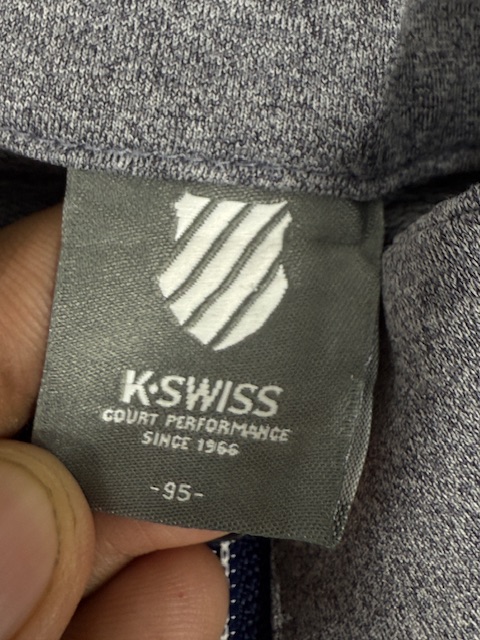 K·SWISS
COURT PERFORMANCE
SINCE 1966
-95-